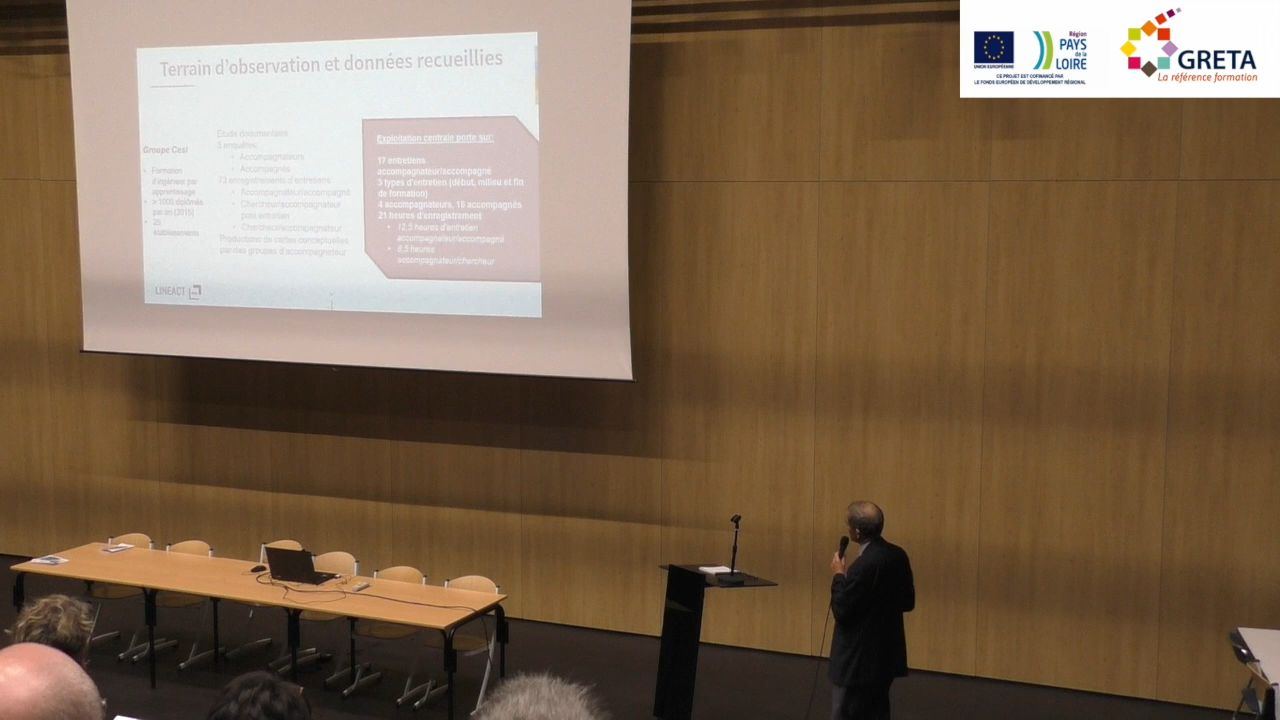 Terrain d'observation et données recueillies
Groupe Cesi
• Formation
d'ingénieur par
apprentissage
• > 1000 diplômés
par an (2015)
• 25
établissements
Etude documentaire
3 enquêtes:
• Accompagnateurs
• Accompagnés
73 enregistrements d'entretiens
• Accompagnateur/accompagné
• Chercheur/accompagnateur
post entretien
• Chercheur/accompagnateur
Productions de cartes conceptuelles
par des groupes d'accompagnateur
Exploitation centrale porte sur:
17 entretiens
accompagnateur/accompagné
3 types d'entretien (début, milieu et fin
de formation)
4 accompagnateurs, 16 accompagnés
21 heures d'enregistrement
• 12,5 heures d'entretien
accompagnateur/accompagné
• 8,5 heures
accompagnateur/chercheur
LINEACT
UNION EUROPÉENNE
Région
PAYS
de la
LOIRE
CE PROJET EST COFINANCÉ PAR
LE FONDS EUROPÉEN DE DÉVELOPPEMENT RÉGIONAL
GRETA
La référence formation